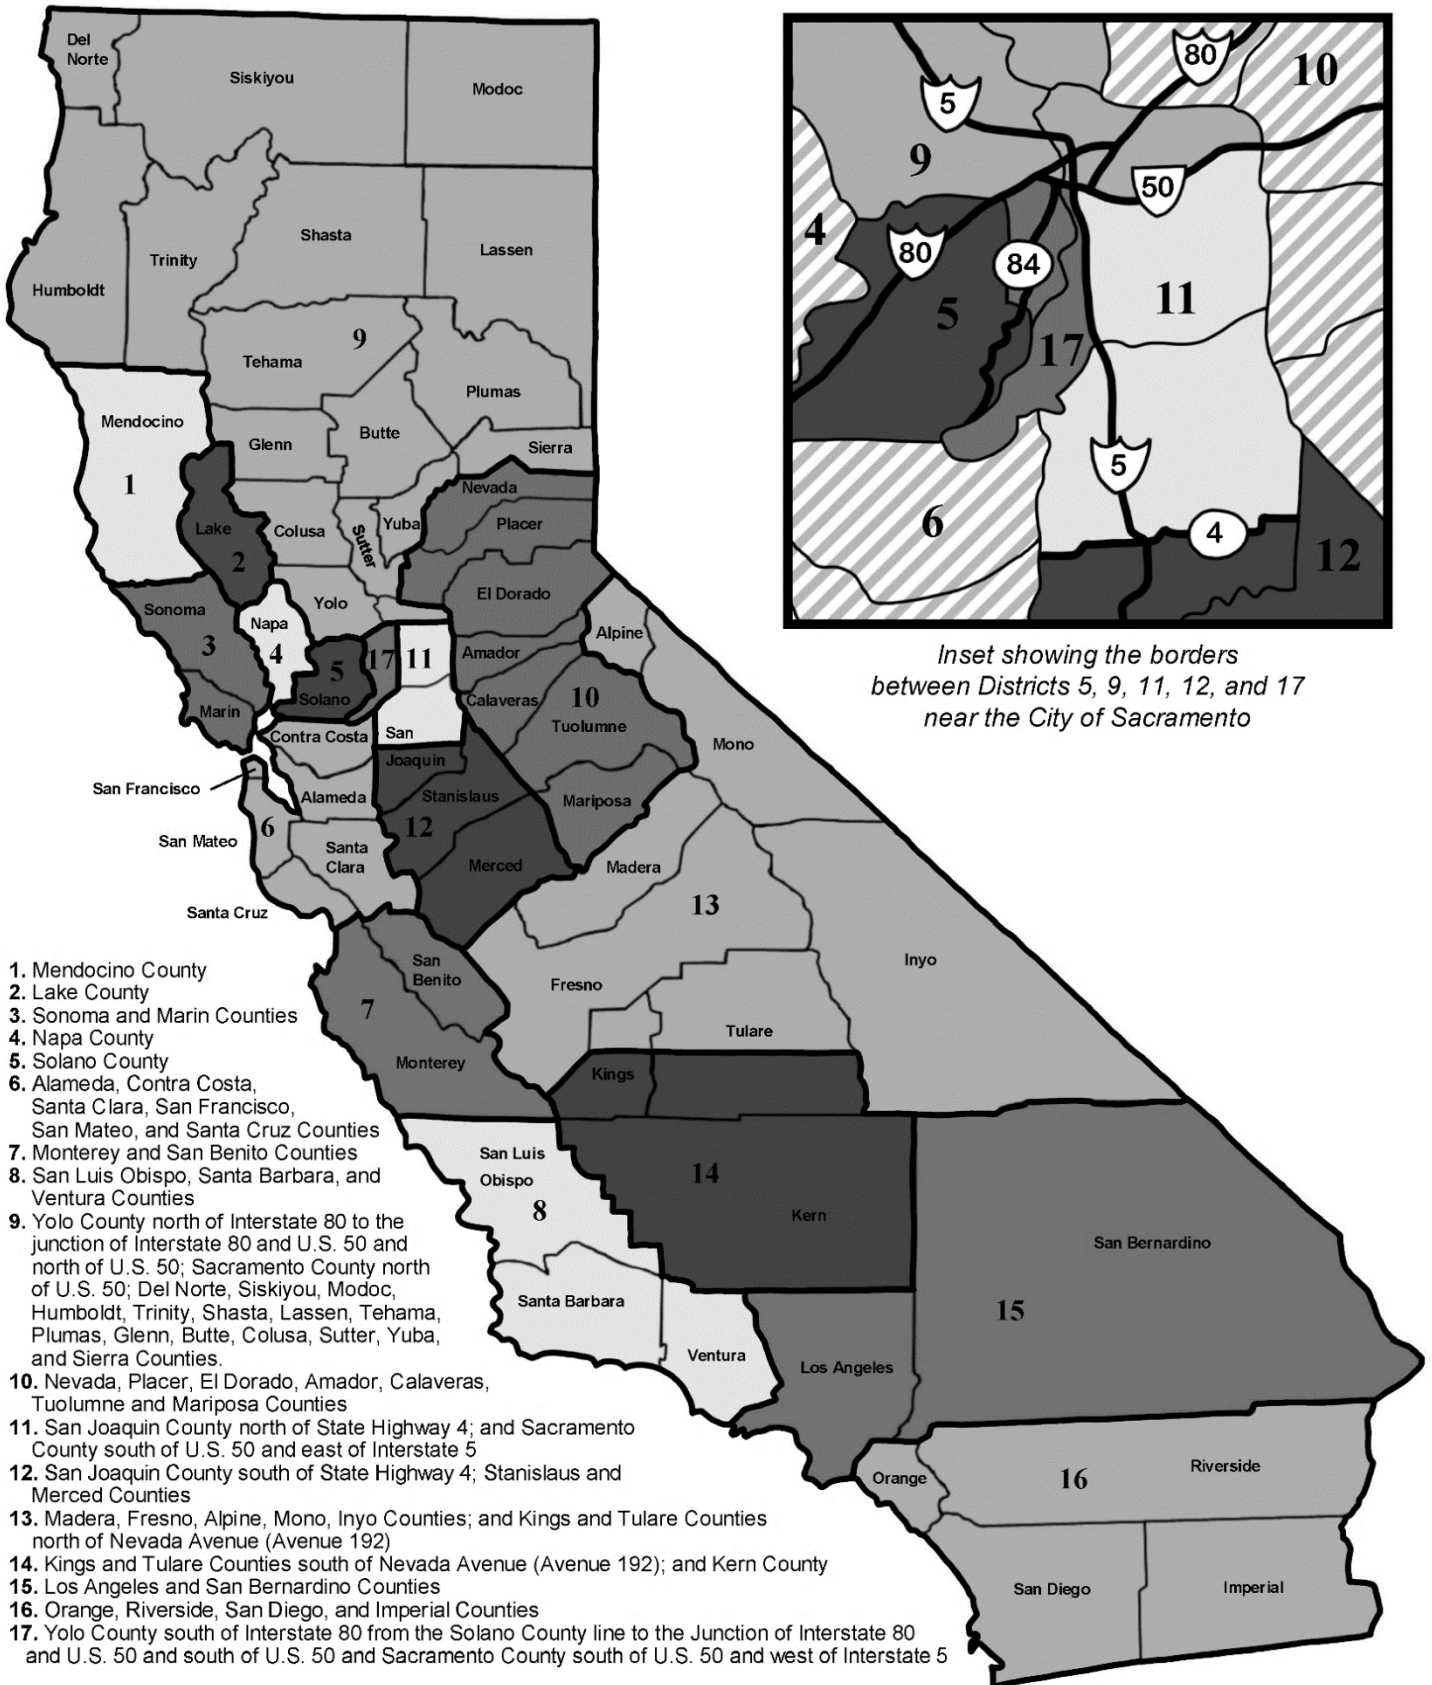 Del
Norte
Siskiyou
Modoc
Shasta
Lassen
Trinity
Humboldt
9
Tehama
Plumas
Mendocino
Butte
Glenn
Sierra
1
Nevada
Lake
Colusa
Sutter
Yuba
Placer
2
El Dorado
Yolo
Sonoma
Napa
3
4
5
17
11
Amador
Alpine
Solano
Marin
Calaveras
10
Tuolumne
Contra Costa
San
Joaquin
Mono
San Francisco
Alameda
Stanislaus
Mariposa
San Mateo
6
12
Santa
Clara
Merced
Madera
Santa Cruz
13
San
Benito
Inyo
Fresno
7
Tulare
Monterey
Kings
San Luis
Obispo
14
8
Kern
San Bernardino
Santa Barbara
15
Ventura
Los Angeles
Orange
16
Riverside
San Diego
Imperial
80
10
5
9
50
4
80
84
11
5
17
5
6
4
12
Inset showing the borders
between Districts 5, 9, 11, 12, and 17
near the City of Sacramento
1. Mendocino County
2. Lake County
3. Sonoma and Marin Counties
4. Napa County
5. Solano County
6. Alameda, Contra Costa,
Santa Clara, San Francisco,
San Mateo, and Santa Cruz Counties
7. Monterey and San Benito Counties
8. San Luis Obispo, Santa Barbara, and
Ventura Counties
9. Yolo County north of Interstate 80 to the
junction of Interstate 80 and U.S. 50 and
north of U.S. 50; Sacramento County north
of U.S. 50; Del Norte, Siskiyou, Modoc,
Humboldt, Trinity, Shasta, Lassen, Tehama,
Plumas, Glenn, Butte, Colusa, Sutter, Yuba,
and Sierra Counties.
10. Nevada, Placer, El Dorado, Amador, Calaveras,
Tuolumne and Mariposa Counties
11. San Joaquin County north of State Highway 4; and Sacramento
County south of U.S. 50 and east of Interstate 5
12. San Joaquin County south of State Highway 4; Stanislaus and
Merced Counties
13. Madera, Fresno, Alpine, Mono, Inyo Counties; and Kings and Tulare Counties
north of Nevada Avenue (Avenue 192)
14. Kings and Tulare Counties south of Nevada Avenue (Avenue 192); and Kern County
15. Los Angeles and San Bernardino Counties
16. Orange, Riverside, San Diego, and Imperial Counties
17. Yolo County south of Interstate 80 from the Solano County line to the Junction of Interstate 80
and U.S. 50 and south of U.S. 50 and Sacramento County south of U.S. 50 and west of Interstate 5